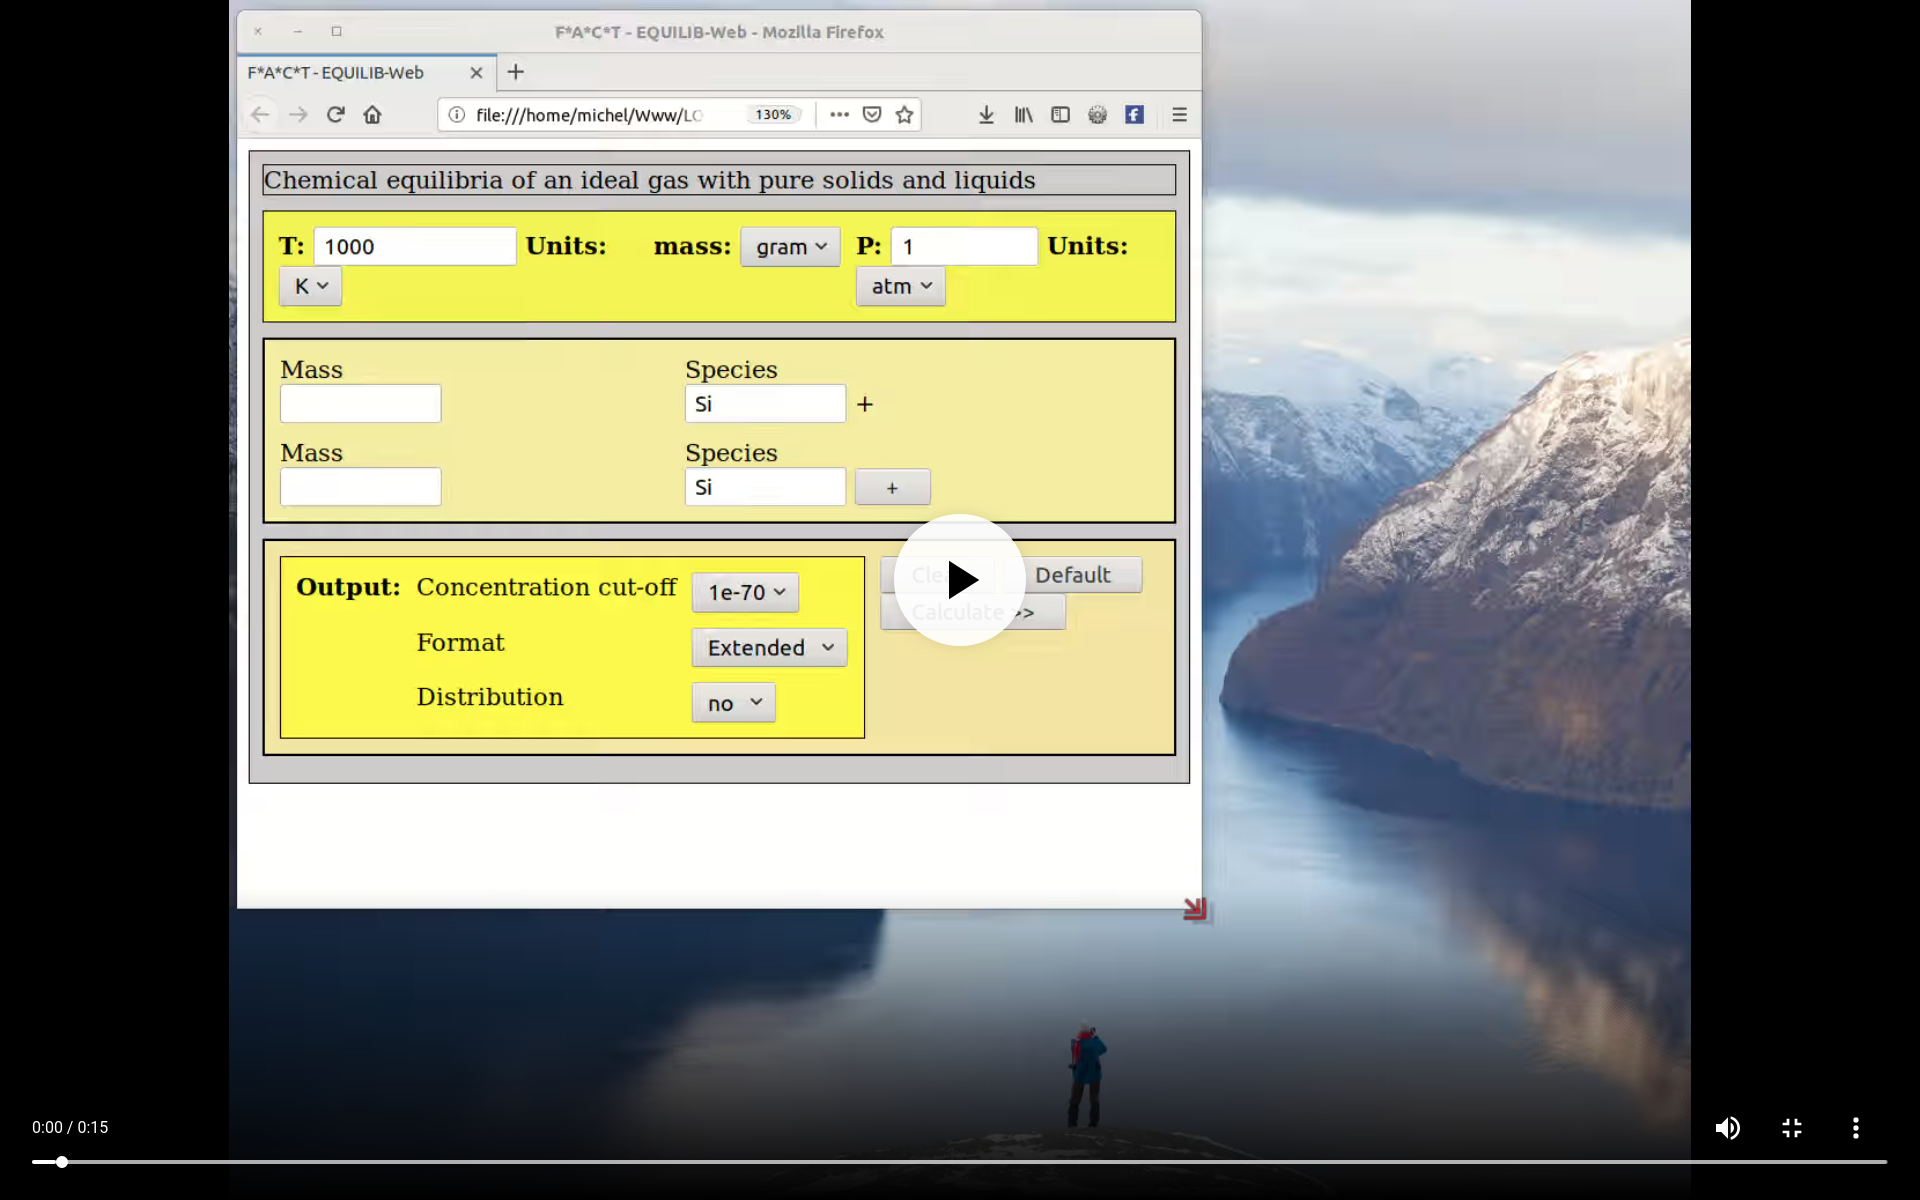 F*A*C*T - EQUILIB-Web - Mozilla Firefox
F*A*C*T - EQUILIB-Web
file:///home/michel/Www/LO 130%
Chemical equilibria of an ideal gas with pure solids and liquids
T: 1000 Units: mass: gram P: 1 Units:
K atm
Mass Species
Si +
Mass Species
Si +
Output: Concentration cut-off 1e-70 Default
Calculate >>
Format Extended
Distribution no
0:00 / 0:15